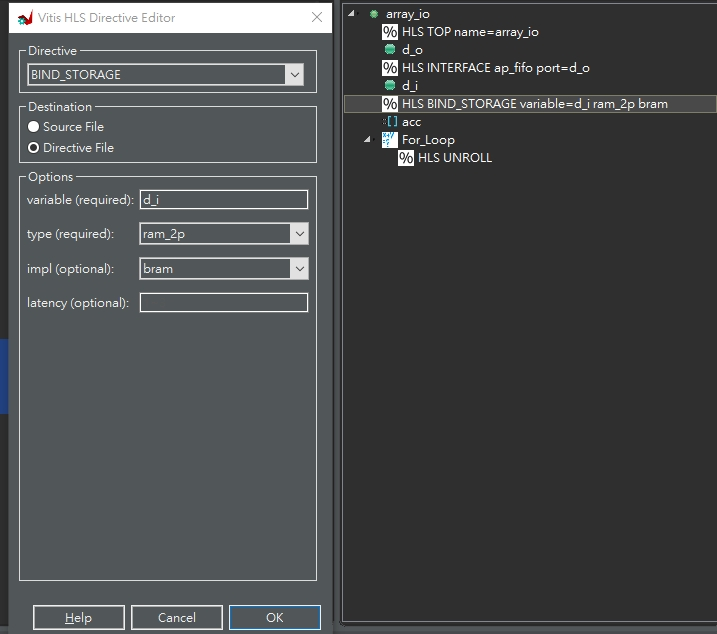 Vitis HLS Directive Editor
Directive
BIND_STORAGE
Destination
Source File
Directive File
Options
variable (required): d_i
type (required): ram_2p
impl (optional): bram
latency (optional):
Help Cancel OK
array_io
% HLS TOP name=array_io
d_o
% HLS INTERFACE ap_fifo port=d_o
d_i
% HLS BIND_STORAGE variable=d_i ram_2p bram
acc
For_Loop
% HLS UNROLL